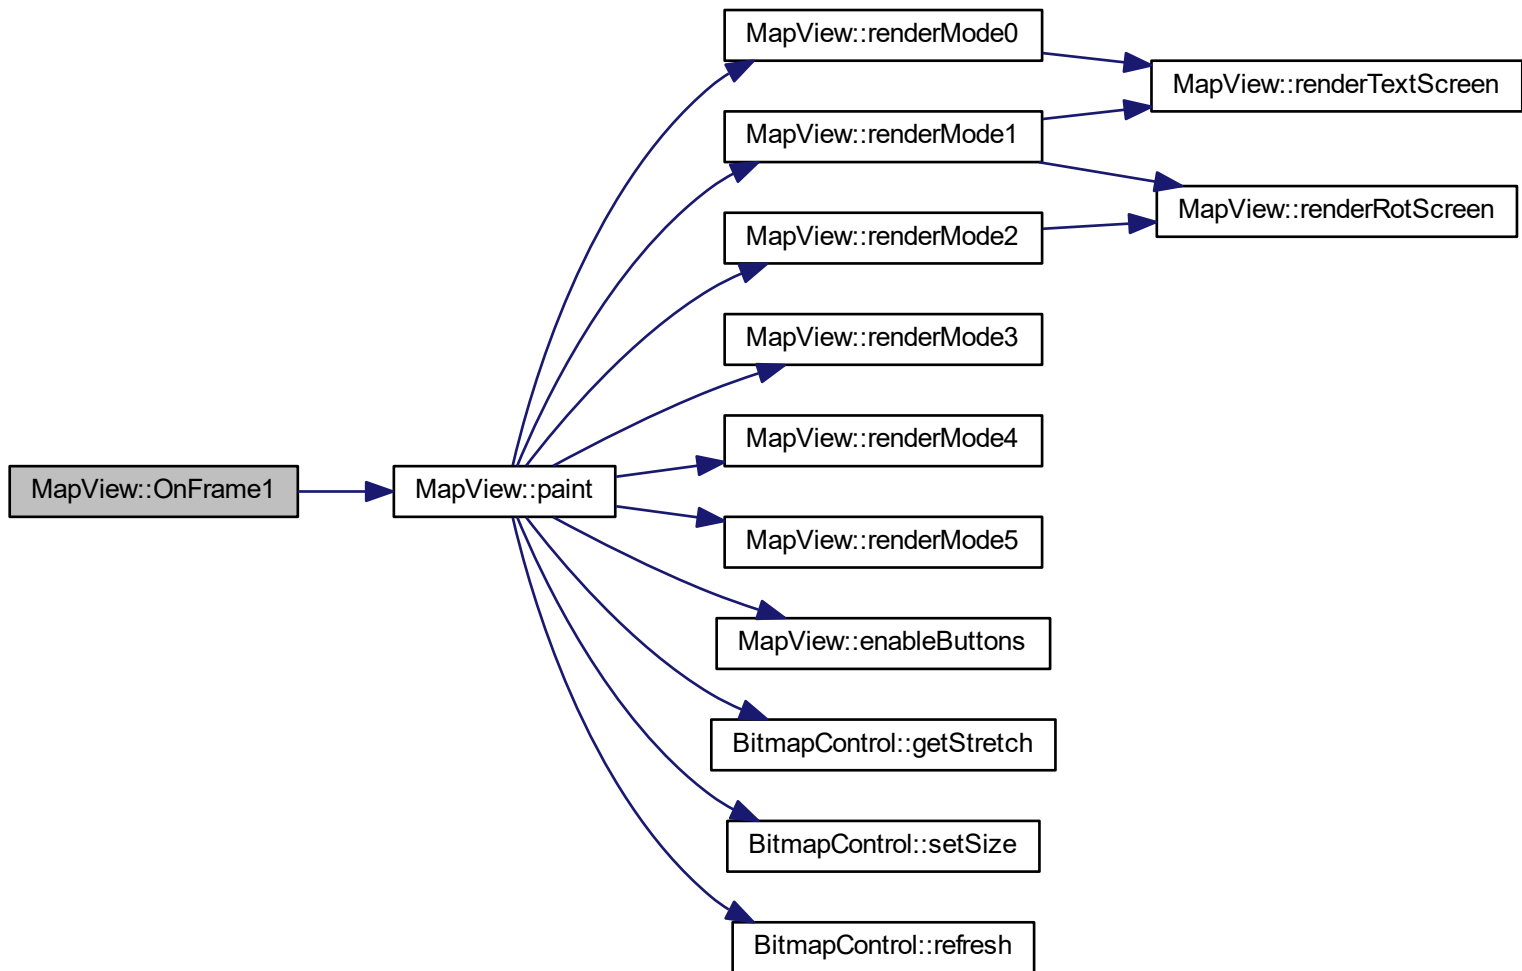 MapView::renderMode0
MapView::renderTextScreen
MapView::renderMode1
MapView::renderRotScreen
MapView::renderMode2
MapView::renderMode3
MapView::renderMode4
MapView::OnFrame1
MapView::paint
MapView::renderMode5
MapView::enableButtons
BitmapControl::getStretch
BitmapControl::setSize
BitmapControl::refresh